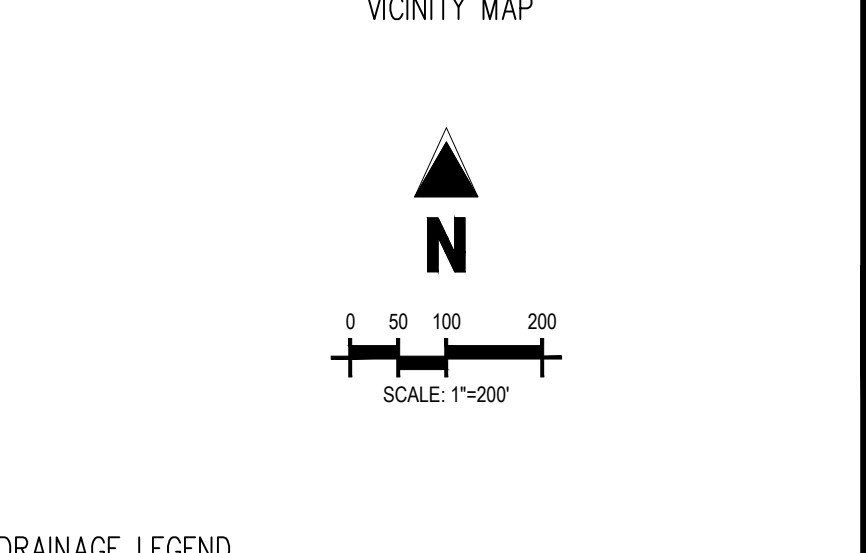 VICINITY MAP
N
0 50 100 200
SCALE: 1"=200'
DRAINAGE LEGEND